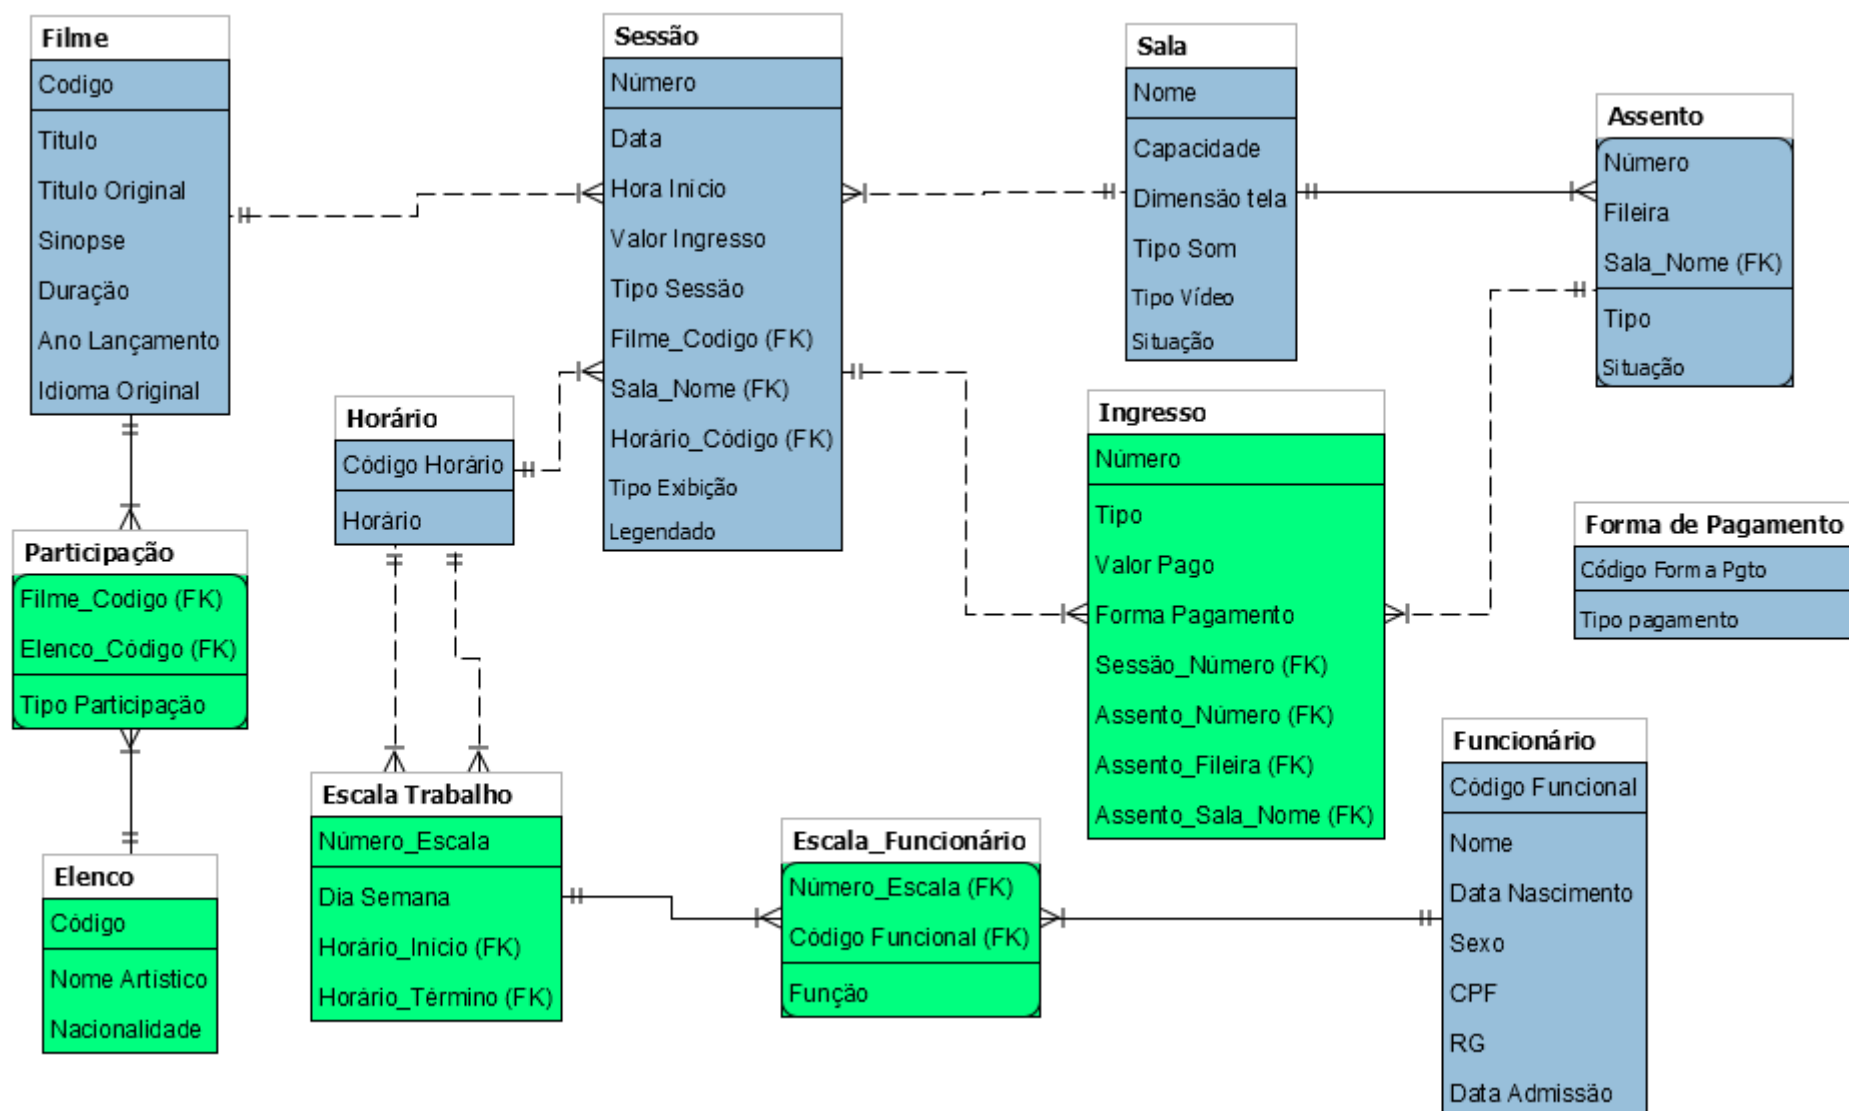 Filme
Codigo
Titulo
Titulo Original
Sinopse
Duração
Ano Lançamento
Idioma Original
Sessão
Número
Data
Hora Início
Valor Ingresso
Tipo Sessão
Filme_Codigo (FK)
Sala_Nome (FK)
Horário_Código (FK)
Tipo Exibição
Legendado
Sala
Nome
Capacidade
Dimensão tela
Tipo Som
Tipo Vídeo
Situação
Assento
Número
Fileira
Sala_Nome (FK)
Tipo
Situação
Horário
Código Horário
Horário
Ingresso
Número
Tipo
Valor Pago
Forma Pagamento
Sessão_Número (FK)
Assento_Número (FK)
Assento_Fileira (FK)
Assento_Sala_Nome (FK)
Forma de Pagamento
Código Forma Pgto
Tipo pagamento
Participação
Filme_Codigo (FK)
Elenco_Código (FK)
Tipo Participação
Elenco
Código
Nome Artístico
Nacionalidade
Escala Trabalho
Número_Escala
Dia Semana
Horário_Início (FK)
Horário_Término (FK)
Escala_Funcionário
Número_Escala (FK)
Código Funcional (FK)
Função
Funcionário
Código Funcional
Nome
Data Nascimento
Sexo
CPF
RG
Data Admissão